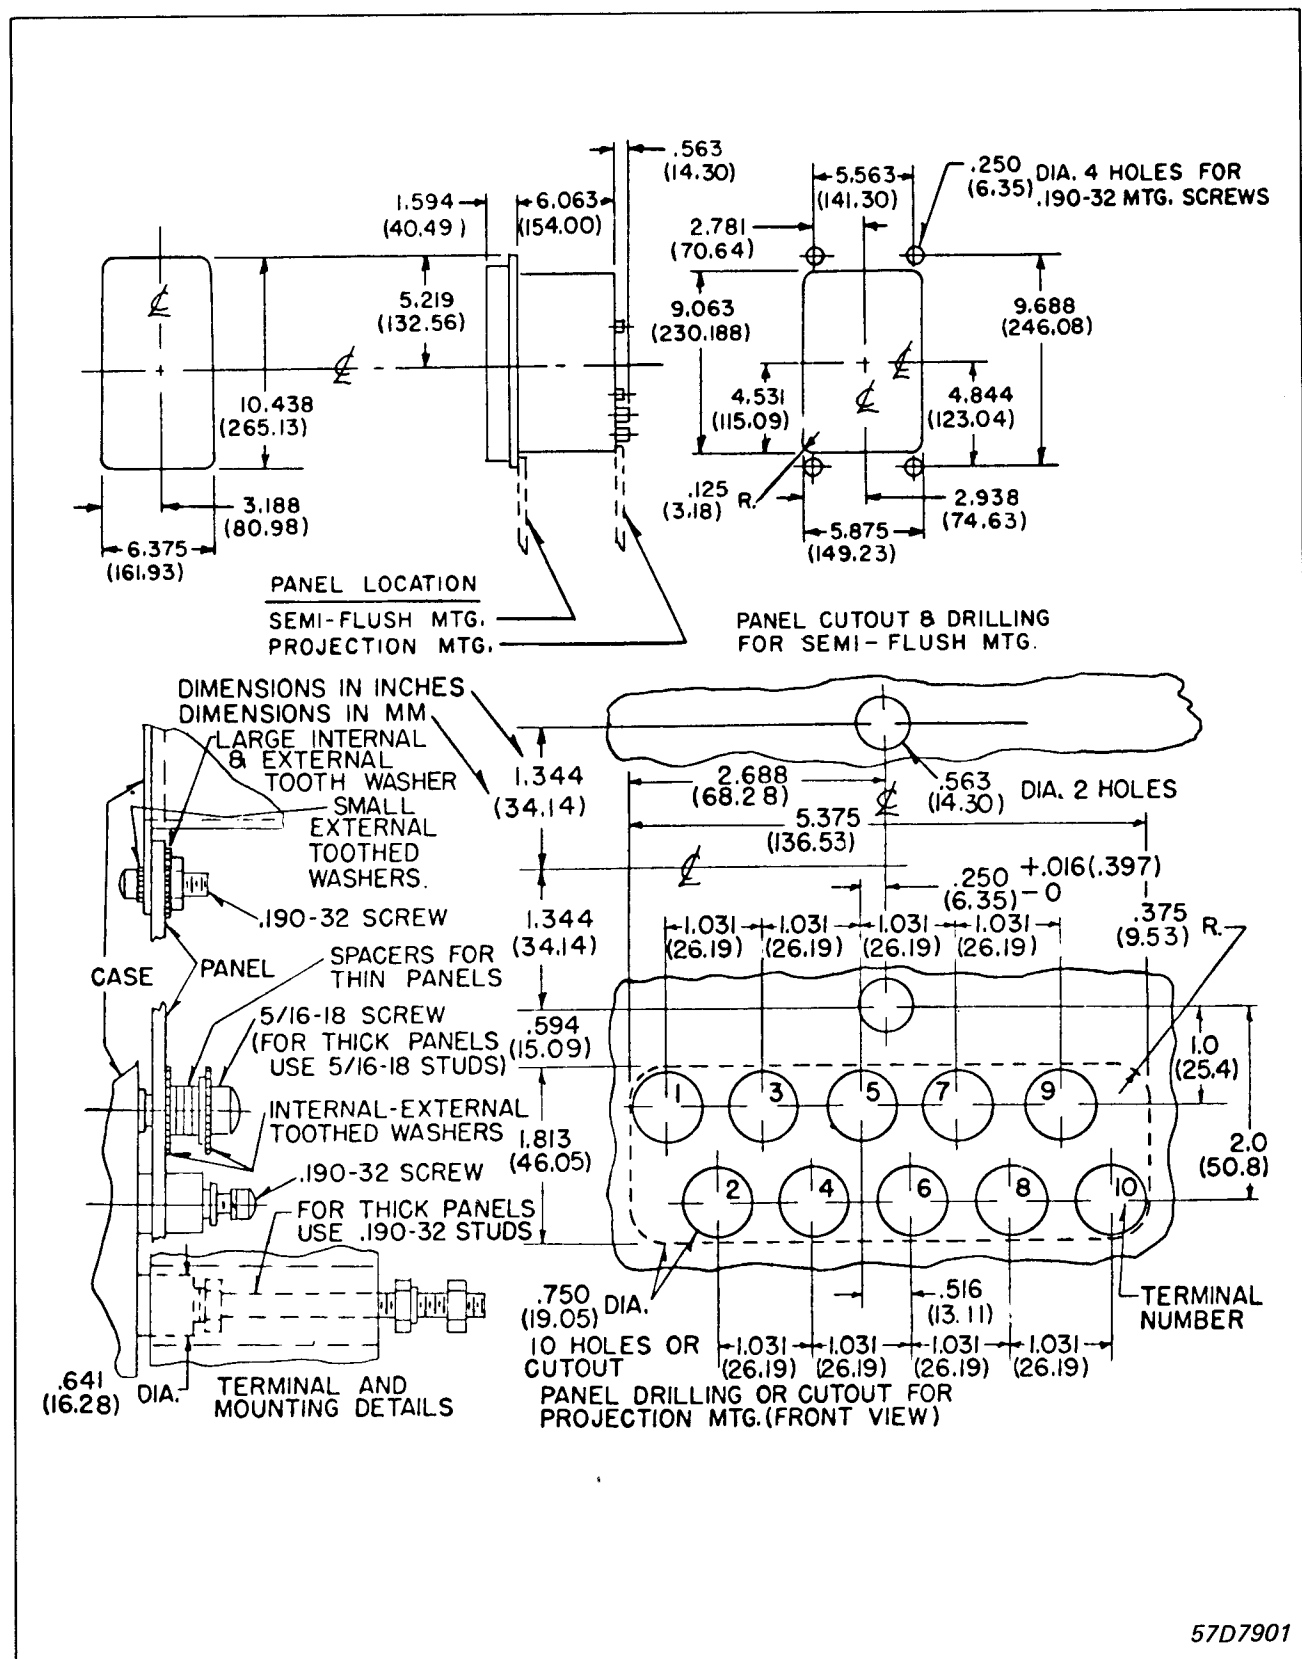 .563
(14.30)
1.594
(40.49)
6.063
(154.00)
5.563
(141.30)
.250
(6.35)
DIA. 4 HOLES FOR
.190-32 MTG. SCREWS
2.781
(70.64)
℄
5.219
(132.56)
9.063
(230.188)
9.688
(246.08)
℄
℄
℄
10.438
(265.13)
4.531
(115.09)
4.844
(123.04)
3.188
(80.98)
.125
(3.18)
R.
2.938
(74.63)
6.375
(161.93)
5.875
(149.23)
PANEL LOCATION
SEMI-FLUSH MTG.
PROJECTION MTG.
PANEL CUTOUT & DRILLING
FOR SEMI-FLUSH MTG.
DIMENSIONS IN INCHES
DIMENSIONS IN MM
LARGE INTERNAL
& EXTERNAL
TOOTH WASHER
SMALL
EXTERNAL
TOOTHED
WASHERS.
.190-32 SCREW
CASE
PANEL
SPACERS FOR
THIN PANELS
5/16-18 SCREW
(FOR THICK PANELS
USE 5/16-18 STUDS)
INTERNAL-EXTERNAL
TOOTHED WASHERS
.190-32 SCREW
FOR THICK PANELS
USE .190-32 STUDS
.641
(16.28)
DIA.
TERMINAL AND
MOUNTING DETAILS
1.344
(34.14)
2.688
(68.28)
℄
.563
(14.30)
DIA. 2 HOLES
5.375
(136.53)
℄
.250
(6.35)
+.016(.397)
-0
1.344
(34.14)
1.031
(26.19)
1.031
(26.19)
1.031
(26.19)
1.031
(26.19)
.375
(9.53)
R.
.594
(15.09)
1.0
(25.4)
1
3
5
7
9
1.813
(46.05)
2.0
(50.8)
2
4
6
8
10
.750
(19.05)
DIA.
10 HOLES OR
CUTOUT
.516
(13.11)
TERMINAL
NUMBER
1.031
(26.19)
1.031
(26.19)
1.031
(26.19)
1.031
(26.19)
PANEL DRILLING OR CUTOUT FOR
PROJECTION MTG.(FRONT VIEW)
57D7901